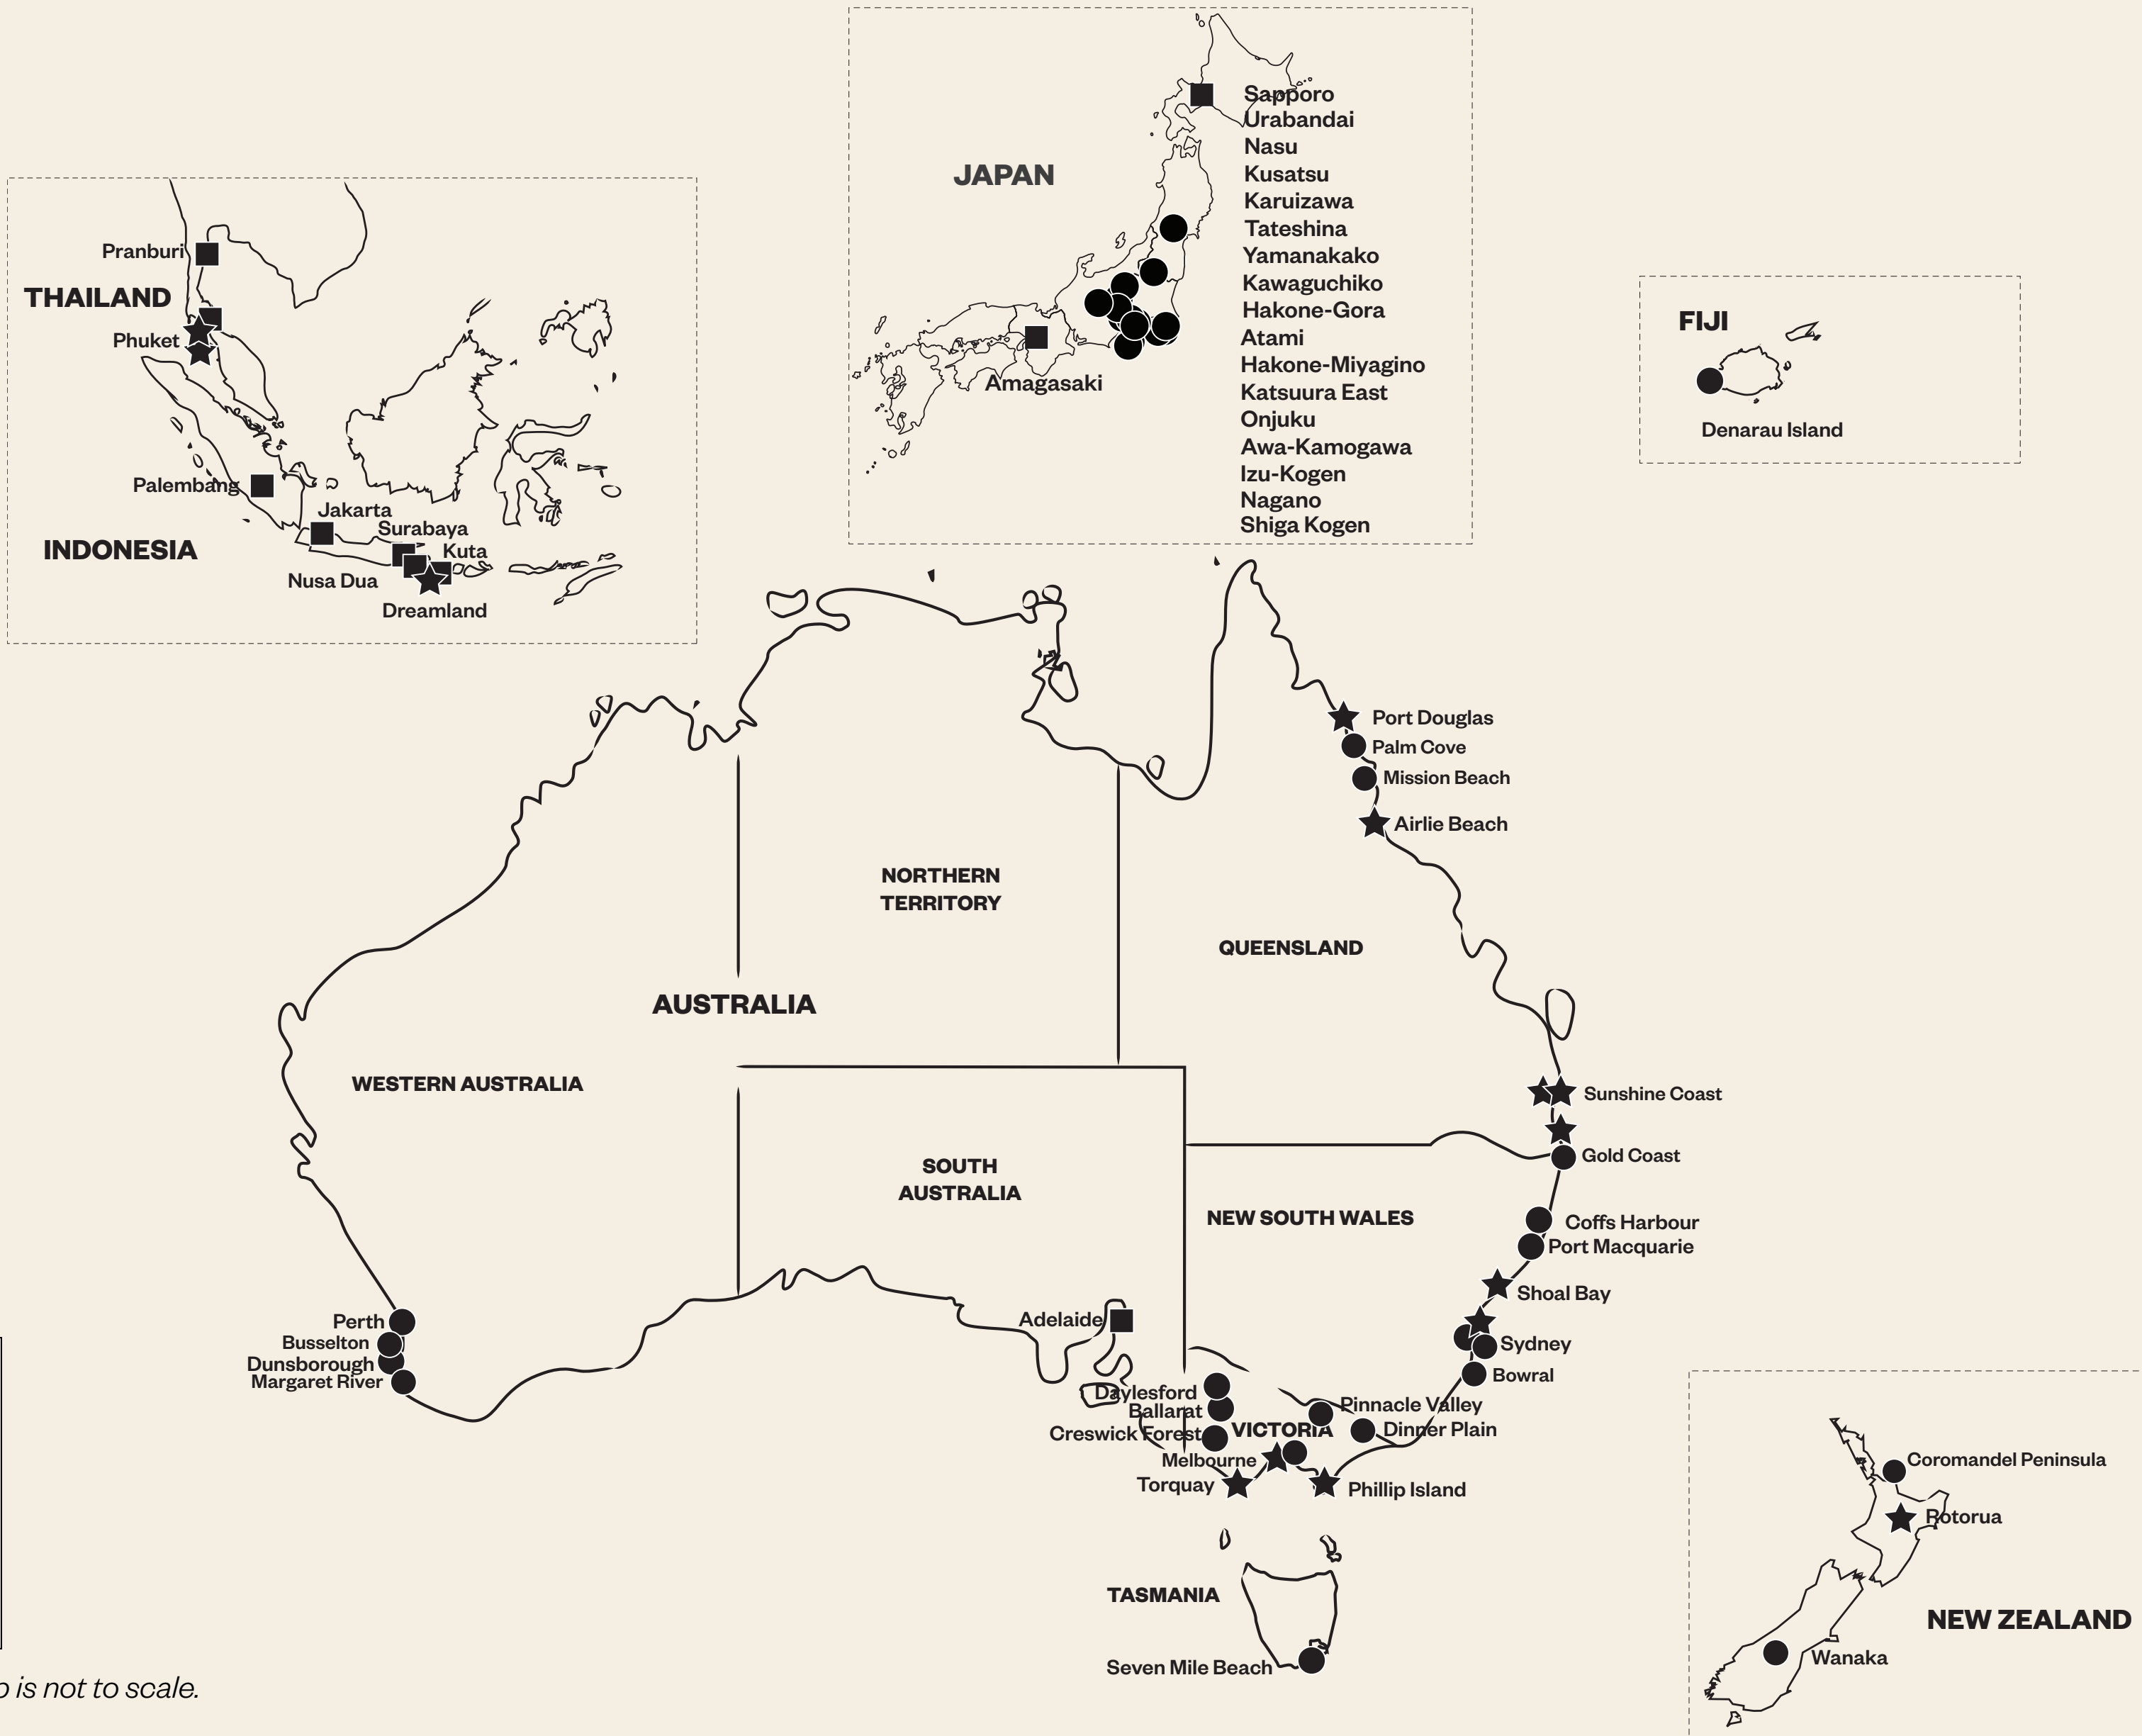 JAPAN
Sapporo
Urabandai
Nasu
Kusatsu
Karuizawa
Tateshina
Yamanakako
Kawaguchiko
Hakone-Gora
Atami
Hakone-Miyagino
Katsuura East
Onjuku
Awa-Kamogawa
Izu-Kogen
Nagano
Shiga Kogen
Amagasaki
Pranburi
THAILAND
Phuket
Palembang
Jakarta
Surabaya
INDONESIA
Kuta
Nusa Dua
Dreamland
FIJI
Denarau Island
Port Douglas
Palm Cove
Mission Beach
Airlie Beach
NORTHERN
TERRITORY
QUEENSLAND
AUSTRALIA
WESTERN AUSTRALIA
Sunshine Coast
Gold Coast
SOUTH
AUSTRALIA
NEW SOUTH WALES
Coffs Harbour
Port Macquarie
Shoal Bay
Sydney
Bowral
Perth
Busselton
Dunsborough
Margaret River
Adelaide
Daylesford
Ballarat
Creswick Forest
VICTORIA
Pinnacle Valley
Dinner Plain
Melbourne
Torquay
Phillip Island
TASMANIA
Seven Mile Beach
Coromandel Peninsula
Rotorua
NEW ZEALAND
Wanaka
is not to scale.